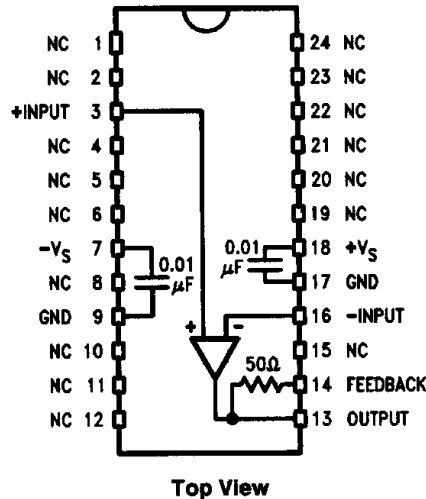 NC 1
NC 2
+INPUT 3
NC 4
NC 5
NC 6
-VS 7
NC 8
GND 9
NC 10
NC 11
NC 12
0.01
μF
0.01
μF
+ -
50Ω
24 NC
23 NC
22 NC
21 NC
20 NC
19 NC
18 +VS
17 GND
16 -INPUT
15 NC
14 FEEDBACK
13 OUTPUT
Top View